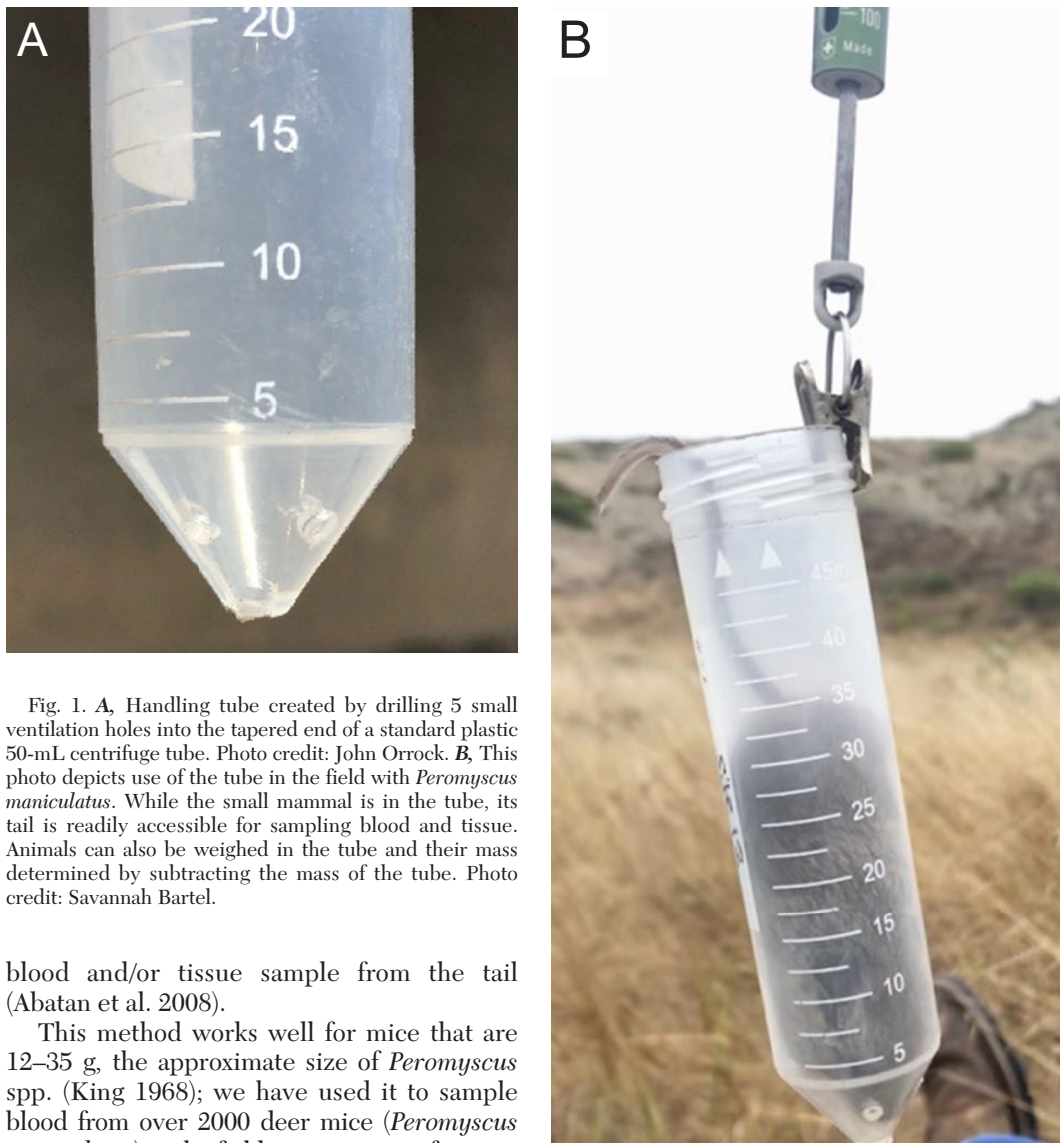 A
20
15
10
5
Fig. 1. A, Handling tube created by drilling 5 small
ventilation holes into the tapered end of a standard plastic
50-mL centrifuge tube. Photo credit: John Orrock. B, This
photo depicts use of the tube in the field with Peromyscus
maniculatus. While the small mammal is in the tube, its
tail is readily accessible for sampling blood and tissue.
Animals can also be weighed in the tube and their mass
determined by subtracting the mass of the tube. Photo
credit: Savannah Bartel.
blood and/or tissue sample from the tail
(Abatan et al. 2008).
This method works well for mice that are
12–35 g, the approximate size of Peromyscus
spp. (King 1968); we have used it to sample
blood from over 2000 deer mice (Peromyscus
B
100
Made
45m
40
35
30
25
20
15
10
5